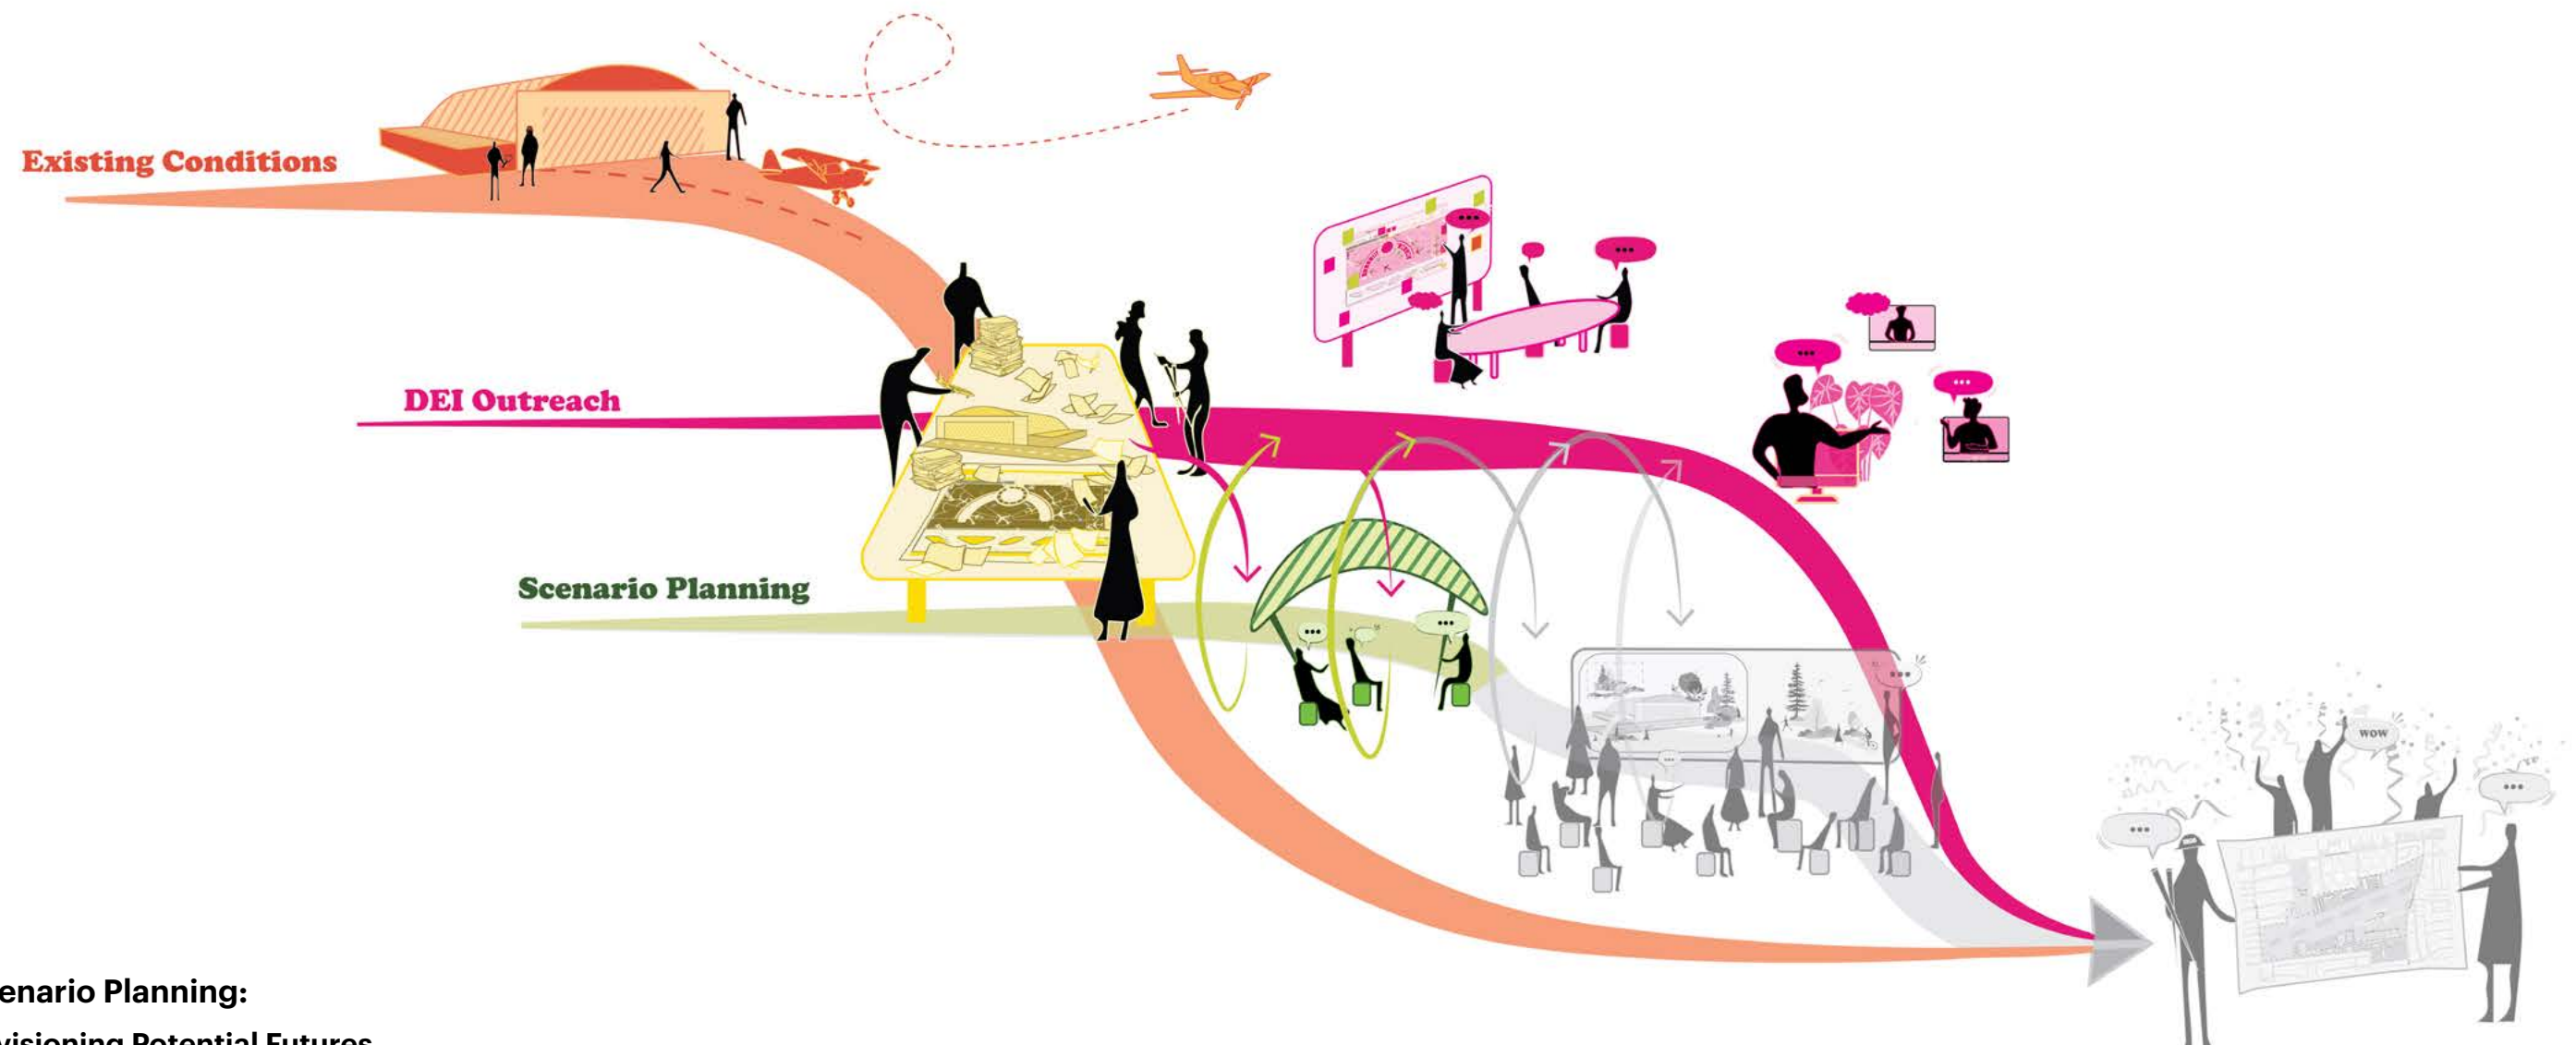 Existing Conditions
DEI Outreach
Scenario Planning
WOW
enario Planning:
visioning Potential Futures